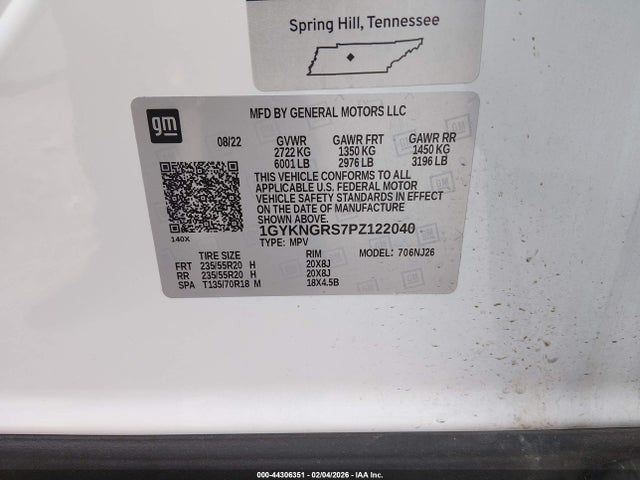 Spring Hill, Tennessee
gm
MFD BY GENERAL MOTORS LLC
08/22 GVWR GAWR FRT GAWR RR
2722 KG 1350 KG 1450 KG
6001 LB 2976 LB 3196 LB
THIS VEHICLE CONFORMS TO ALL
APPLICABLE U.S. FEDERAL MOTOR
VEHICLE SAFETY STANDARDS IN EFFECT
ON THE DATE OF MANUFACTURE
SHOWN ABOVE.
1GYKNGRS7PZ122040
140X
TYPE: MPV MODEL: 706NJ26
TIRE SIZE RIM
FRT 235/55R20 H 20X8J
RR 235/55R20 H 20X8J
SPA T135/70R18 M 18X4.5B
000-44306351 - 02/04/2026 - IAA Inc.